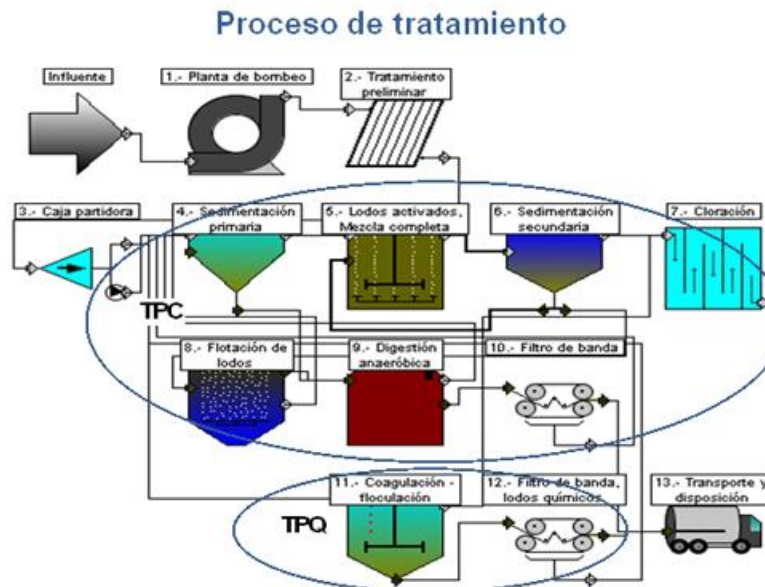 Proceso de tratamiento
Influente
1.- Planta de bombeo
2.- Tratamiento
preliminar
3.- Caja partidora
4.- Sedimentación
primaria
5.- Lodos activados,
Mezcla completa
6.- Sedimentación
secundaria
7.- Cloración
TPC
8.- Flotación de
lodos
9.- Digestión
anaeróbica
10.- Filtro de banda
11.- Coagulación -
floculación
12.- Filtro de banda,
lodos químicos
13.- Transporte y
disposición
TPQ